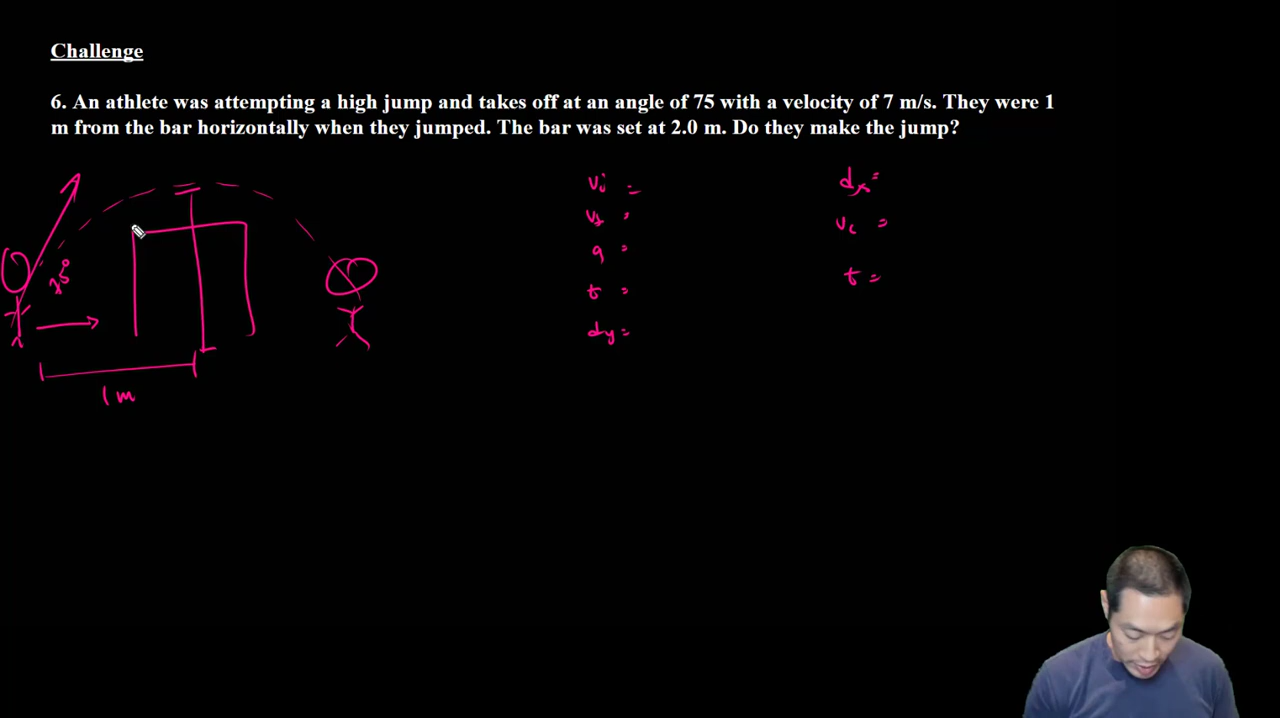 Challenge
6. An athlete was attempting a high jump and takes off at an angle of 75 with a velocity of 7 m/s. They were 1
m from the bar horizontally when they jumped. The bar was set at 2.0 m. Do they make the jump?
vi =
dx =
vf =
vc =
a =
75°
t =
t =
dy =
1 m